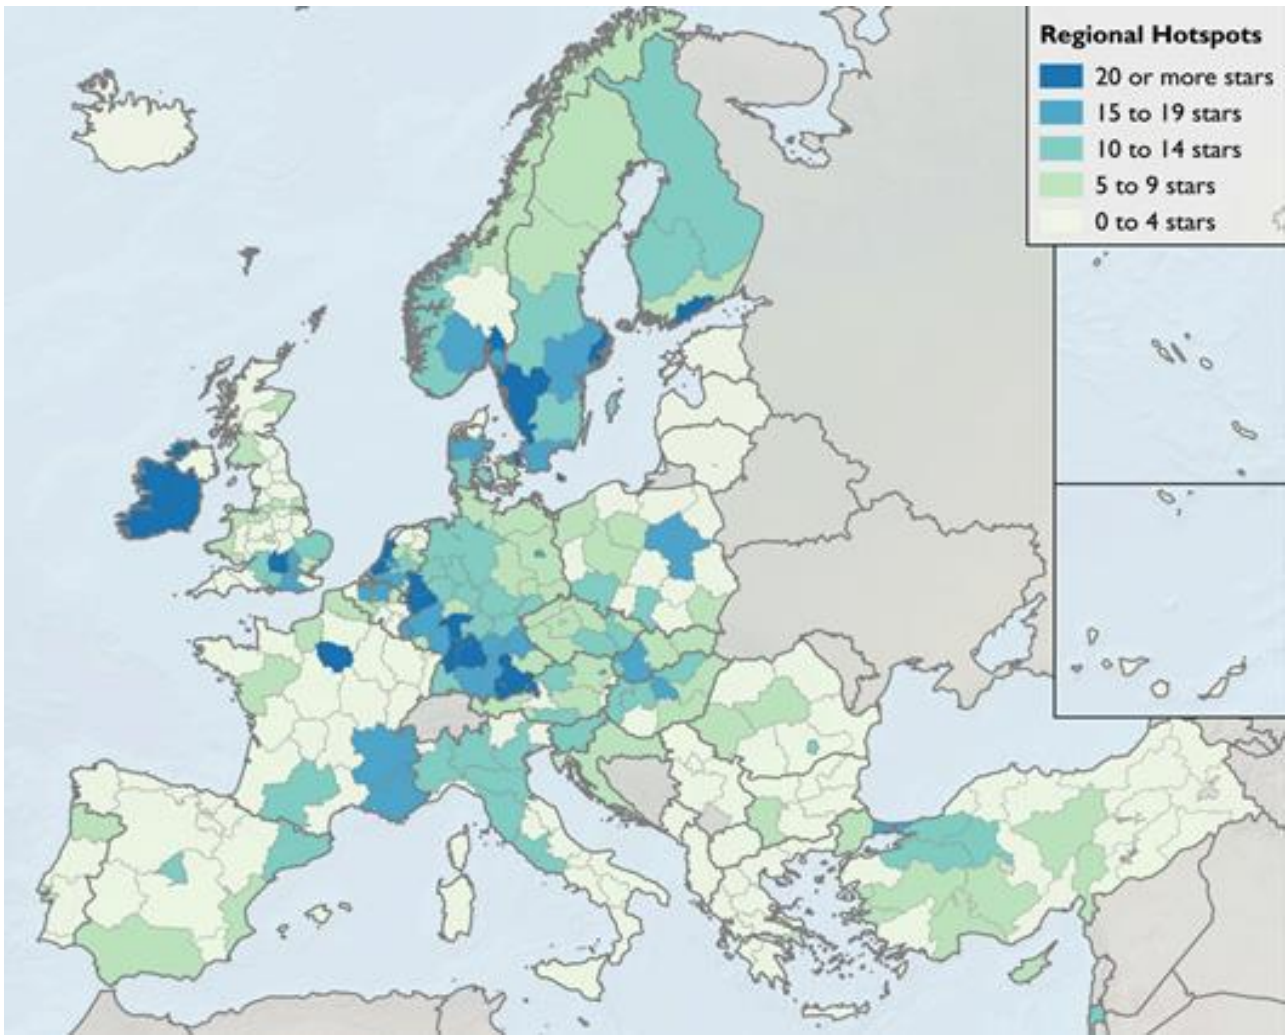 Regional Hotspots
20 or more stars
15 to 19 stars
10 to 14 stars
5 to 9 stars
0 to 4 stars